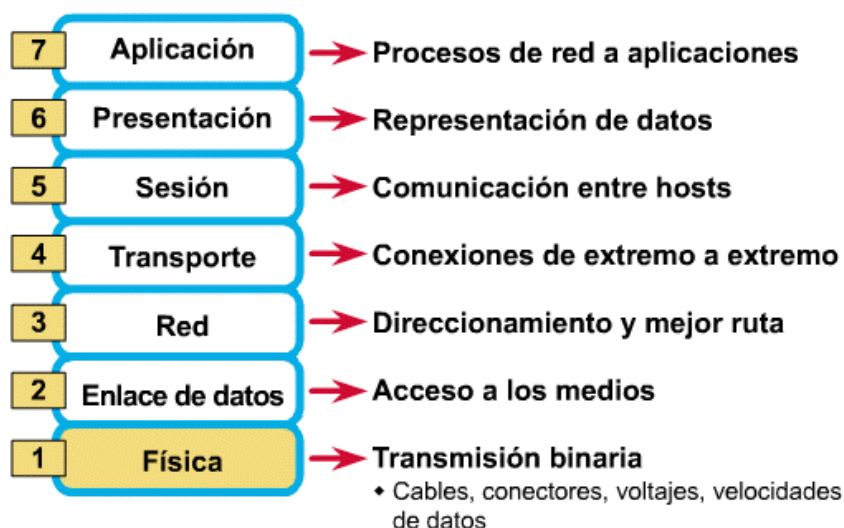 7 Aplicación Procesos de red a aplicaciones
6 Presentación Representación de datos
5 Sesión Comunicación entre hosts
4 Transporte Conexiones de extremo a extremo
3 Red Direccionamiento y mejor ruta
2 Enlace de datos Acceso a los medios
1 Física Transmisión binaria
• Cables, conectores, voltajes, velocidades
de datos